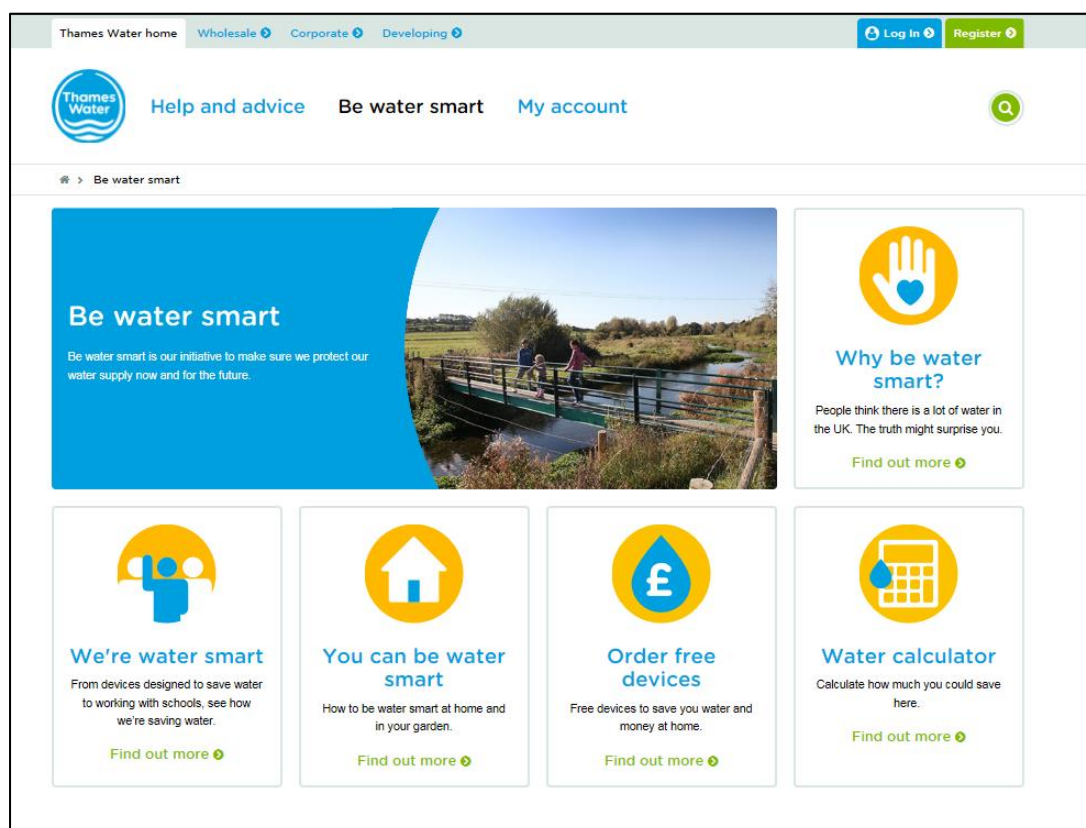 Thames Water home Wholesale Corporate Developing Log In Register
Thames
Water
Help and advice Be water smart My account
Be water smart
Be water smart
Be water smart is our initiative to make sure we protect our
water supply now and for the future.
Why be water
smart?
People think there is a lot of water in
the UK. The truth might surprise you.
Find out more
We're water smart
From devices designed to save water
to working with schools, see how
we're saving water.
Find out more
You can be water
smart
How to be water smart at home and
in your garden.
Find out more
£
Order free
devices
Free devices to save you water and
money at home.
Find out more
Water calculator
Calculate how much you could save
here.
Find out more